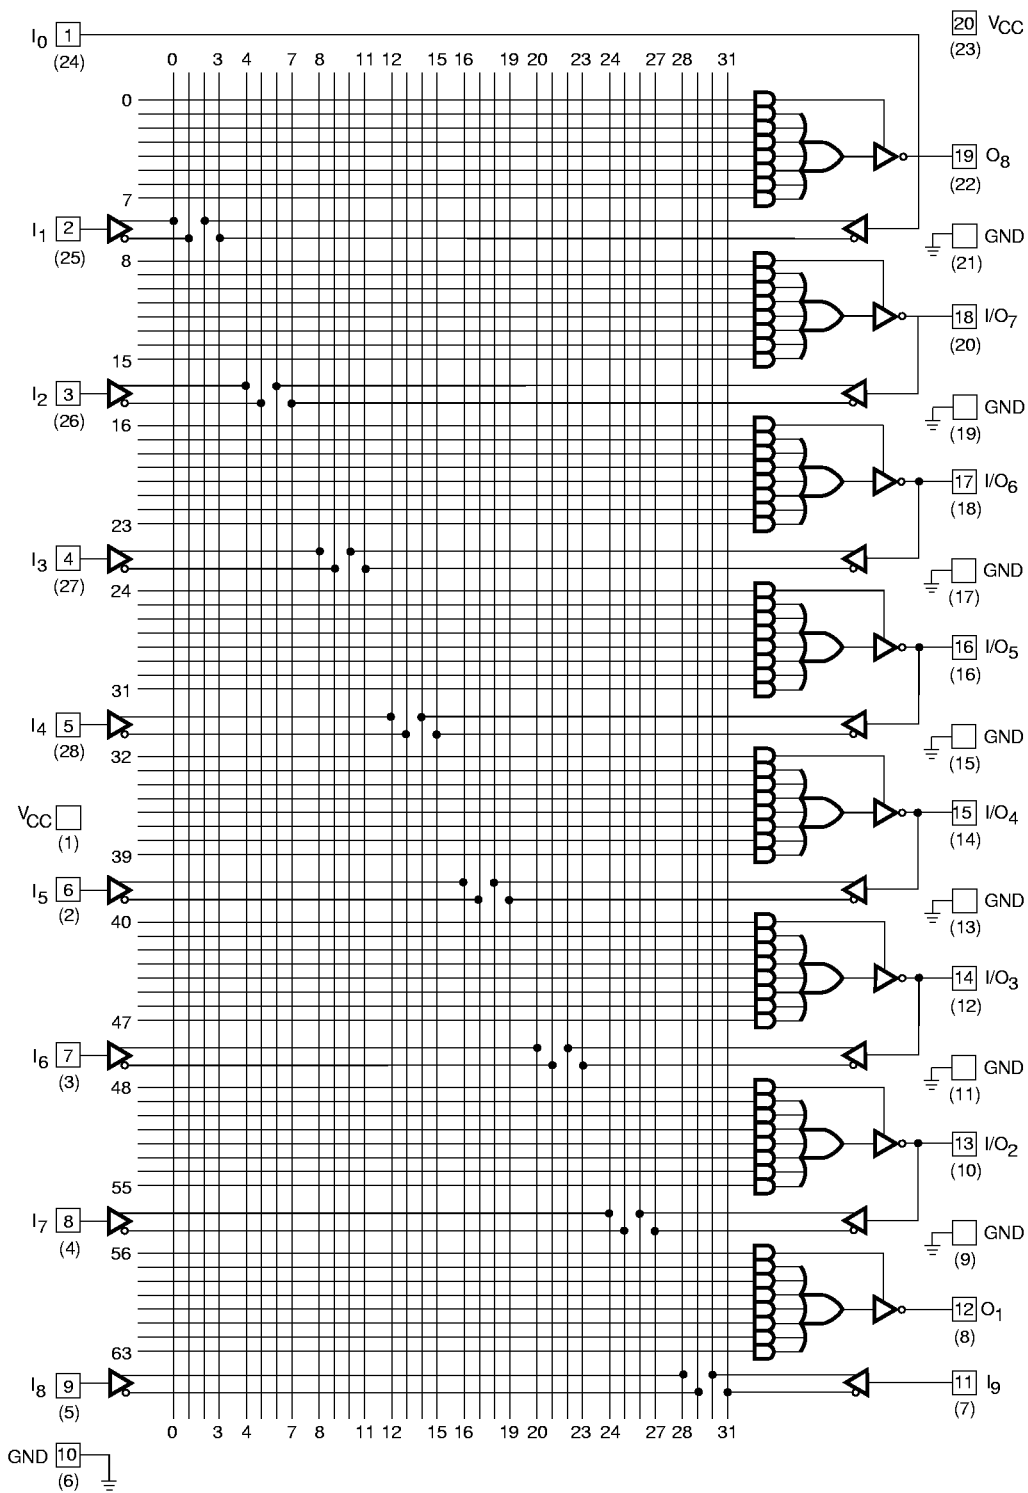 I0 1 20 VCC
(24) (23)
0 3 4 7 8 11 12 15 16 19 20 23 24 27 28 31
0
19 O8
(22)
7
I1 2 GND
(25) (21)
8
18 I/O7
(20)
15
I2 3 GND
(26) (19)
16
17 I/O6
(18)
23
I3 4 GND
(27) (17)
24
16 I/O5
(16)
31
I4 5 GND
(28) (15)
32
VCC 15 I/O4
(1) (14)
39
I5 6 GND
(2) (13)
40
14 I/O3
(12)
47
I6 7 GND
(3) (11)
48
13 I/O2
(10)
55
I7 8 GND
(4) (9)
56
12 O1
(8)
63
I8 9 11 I9
(5) (7)
0 3 4 7 8 11 12 15 16 19 20 23 24 27 28 31
GND 10
(6)